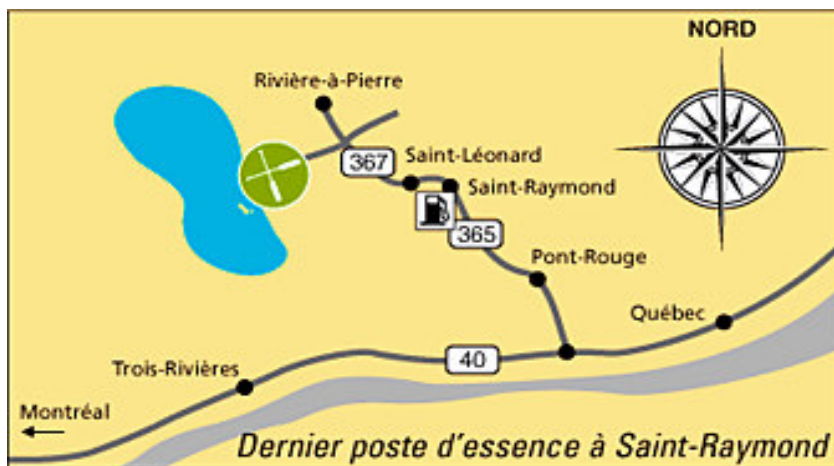 NORD
Rivière-à-Pierre
367
Saint-Léonard
Saint-Raymond
365
Pont-Rouge
Québec
40
Trois-Rivières
Montréal
Dernier poste d'essence à Saint-Raymond